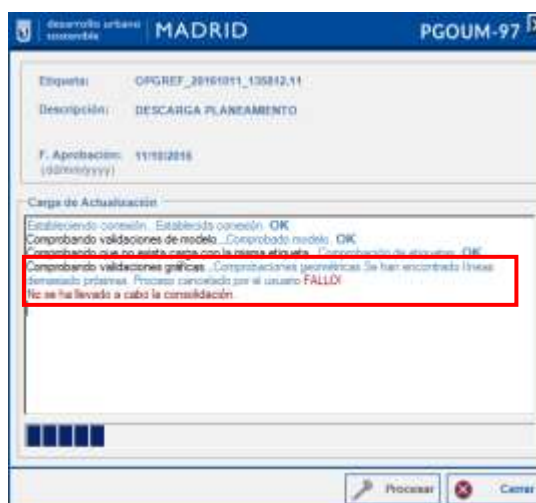 desarrollo urbano
sostenible
MADRID
PGOUM-97
Etiqueta: OPGREF_20161011_135812.11
Descripción: DESCARGA PLANEAMIENTO
F. Aprobación: 11/10/2016
(dd/mm/yyyy)
Carga de Actualización
Estableciendo conexión...Establecida conexión. OK
Comprobando validaciones de modelo...Comprobado modelo. OK
Comprobando que no exista carga con la misma etiqueta...Comprobación de etiquetas. OK
Comprobando validaciones gráficas...Comprobaciones geométricas Se han encontrado líneas
demasiado próximas. Proceso cancelado por el usuario FALLO!
No se ha llevado a cabo la consolidación
Procesar
Cerrar